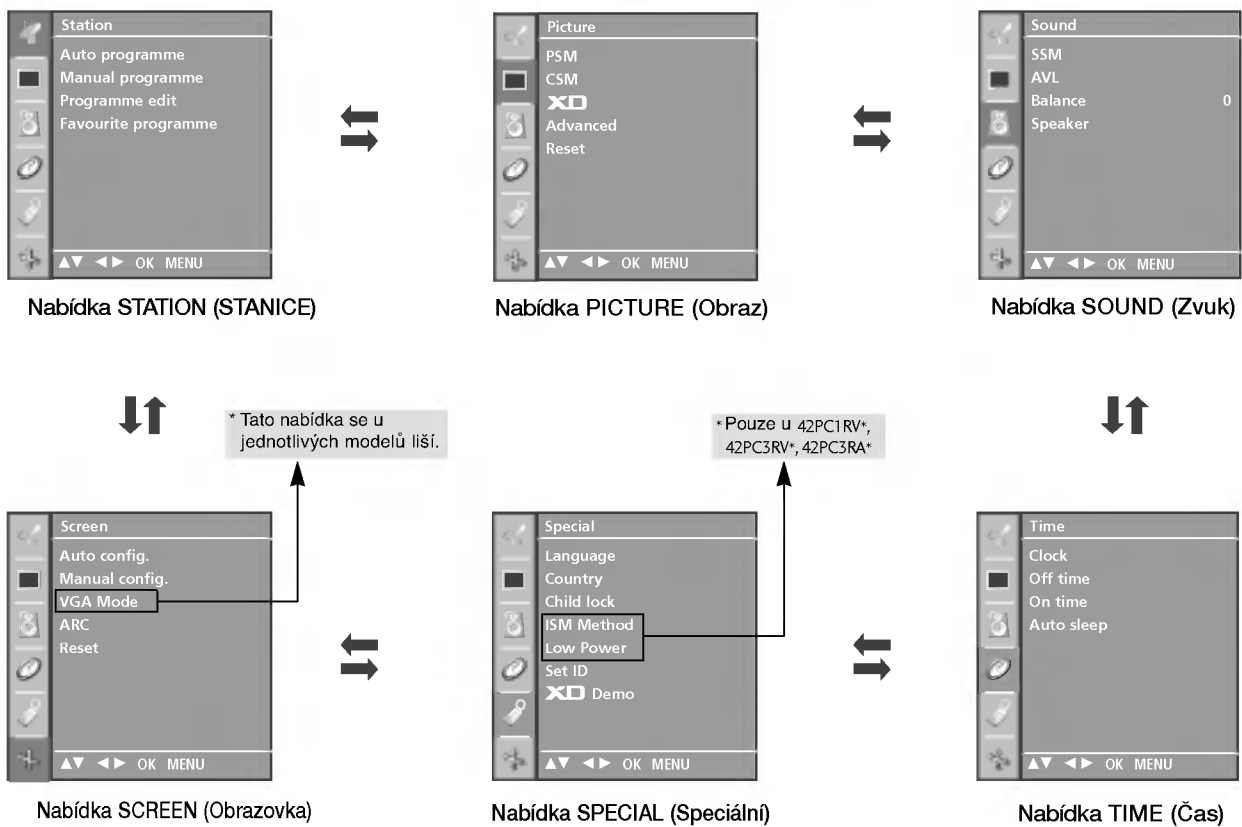 Station
Auto programme
Manual programme
Programme edit
Favourite programme
▲▼ ◄► OK MENU
Nabídka STATION (STANICE)
Picture
PSM
CSM
XD
Advanced
Reset
▲▼ ◄► OK MENU
Nabídka PICTURE (Obraz)
Sound
SSM
AVL
Balance 0
Speaker
▲▼ ◄► OK MENU
Nabídka SOUND (Zvuk)
* Tato nabídka se u
jednotlivých modelů liší.
* Pouze u 42PC1RV*,
42PC3RV*, 42PC3RA*
Screen
Auto config.
Manual config.
VGA Mode
ARC
Reset
▲▼ ◄► OK MENU
Nabídka SCREEN (Obrazovka)
Special
Language
Country
Child lock
ISM Method
Low Power
Set ID
XD Demo
▲▼ ◄► OK MENU
Nabídka SPECIAL (Speciální)
Time
Clock
Off time
On time
Auto sleep
▲▼ ◄► OK MENU
Nabídka TIME (Čas)